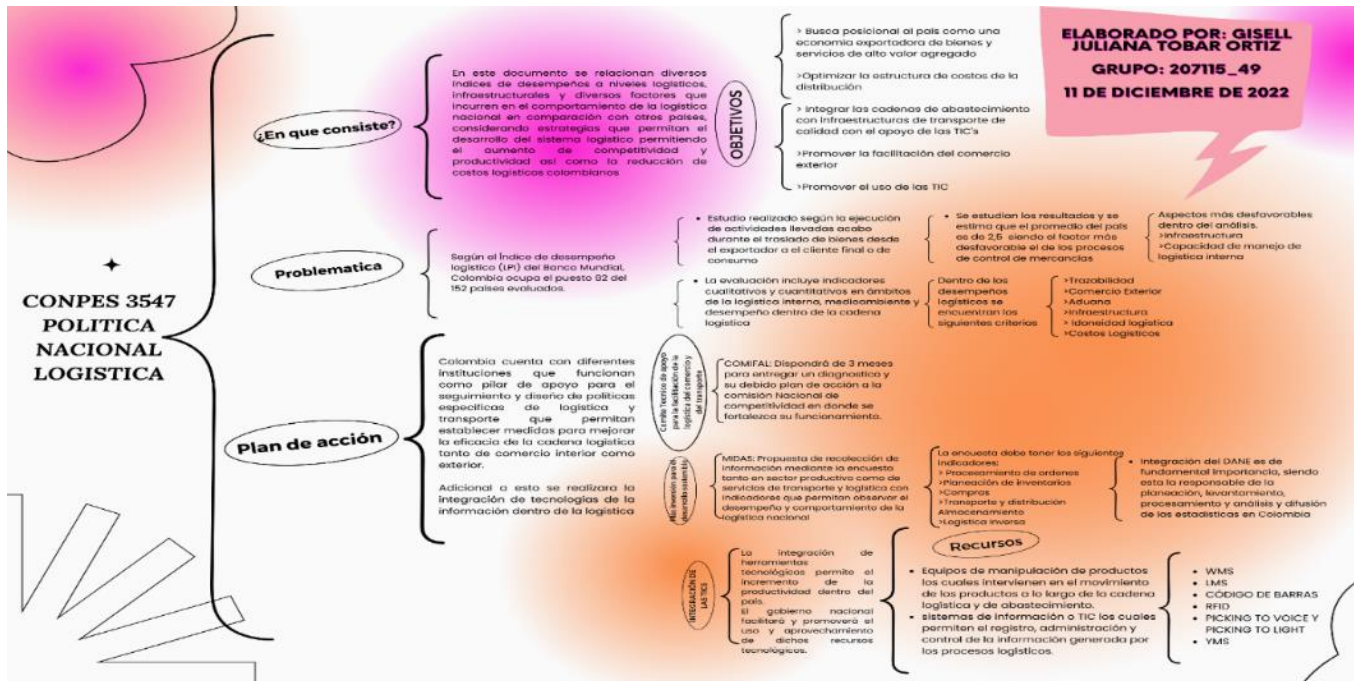 CONPES 3547
POLITICA
NACIONAL
LOGISTICA
¿En que consiste?
En este documento se relacionan diversos
índices de desempeños a niveles logísticos,
infraestructurales y diversos factores que
incurren en el comportamiento de la logística
nacional en comparación con otros países,
considerando estrategias que permitan el
desarrollo del sistema logístico permitiendo
el aumento de competitividad y
productividad así como la reducción de
costos logísticos colombianos
OBJETIVOS
> Busca posicional al país como una
economía exportadora de bienes y
servicios de alto valor agregado
>Optimizar la estructura de costos de la
distribución
> Integrar las cadenas de abastecimiento
con infraestructuras de transporte de
calidad con el apoyo de las TIC's
>Promover la facilitación del comercio
exterior
>Promover el uso de las TIC
ELABORADO POR: GISELL
JULIANA TOBAR ORTIZ
GRUPO: 207115_49
11 DE DICIEMBRE DE 2022
Problematica
Según el Índice de desempeño
logístico (LPI) del Banco Mundial,
Colombia ocupa el puesto 82 del
152 países evaluados.
• Estudio realizado según la ejecución
de actividades llevadas acabo
durante el traslado de bienes desde
el exportador a el cliente final o de
consumo
• Se estudian los resultados y se
estima que el promedio del país
es de 2,5 siendo el factor más
desfavorable el de los procesos
de control de mercancías
Aspectos más desfavorables
dentro del análisis.
>Infraestructura
>Capacidad de manejo de
logística interna
• La evaluación incluye indicadores
cualitativos y cuantitativos en ámbitos
de la logística interna, medioambiente y
desempeño dentro de la cadena
logística
Dentro de los
desempeños
logísticos se
encuentran los
siguientes criterios
>Trazabilidad
>Comercio Exterior
>Aduana
>Infraestructura
> Idoneidad logística
>Costos Logísticos
Plan de acción
Colombia cuenta con diferentes
instituciones que funcionan
como pilar de apoyo para el
seguimiento y diseño de políticas
especificas de logística y
transporte que permitan
establecer medidas para mejorar
la eficacia de la cadena logística
tanto de comercio interior como
exterior.
Adicional a esto se realizara la
integración de tecnologías de la
información dentro de la logística
Comite Tecnico de apoyo
para la facilitación de la
logística del comercio y
del transporte
COMIFAL: Dispondrá de 3 meses
para entregar un diagnostico y
su debido plan de acción a la
comisión Nacional de
competitividad en donde se
fortalezca su funcionamiento.
Más inversión para el
desarrollo sostenible
MIDAS: Propuesta de recolección de
información mediante la encuesta
tanto en sector productivo como de
servicios de transporte y logística con
indicadores que permitan observar el
desempeño y comportamiento de la
logística nacional
La encuesta debe tener los siguientes
indicadores:
> Procesamiento de ordenes
>Planeación de inventarios
>Compras
>Transporte y distribución
Almacenamiento
>Logística inversa
• Integración del DANE es de
fundamental importancia, siendo
esta la responsable de la
planeación, levantamiento,
procesamiento y análisis y difusión
de las estadísticas en Colombia
INTEGRACIÓN DE
LAS TICS
La integración de
herramientas
tecnológicas permite el
incremento de la
productividad dentro del
país.
El gobierno nacional
facilitará y promoverá el
uso y aprovechamiento
de dichos recursos
tecnológicos.
Recursos
• Equipos de manipulación de productos
los cuales intervienen en el movimiento
de los productos a lo largo de la cadena
logística y de abastecimiento.
• sistemas de información o TIC los cuales
permiten el registro, administración y
control de la información generada por
los procesos logísticos.
• WMS
• LMS
• CÓDIGO DE BARRAS
• RFID
• PICKING TO VOICE Y
PICKING TO LIGHT
• YMS